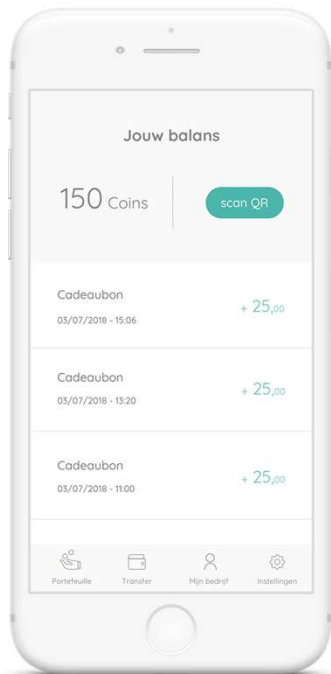 Jouw balans
150 Coins
scan QR
Cadeaubon
03/07/2018 - 15:06
+ 25,00
Cadeaubon
03/07/2018 - 13:20
+ 25,00
Cadeaubon
03/07/2018 - 11:00
+ 25,00
Portefeuille
Transfer
Mijn bedrijf
Instellingen